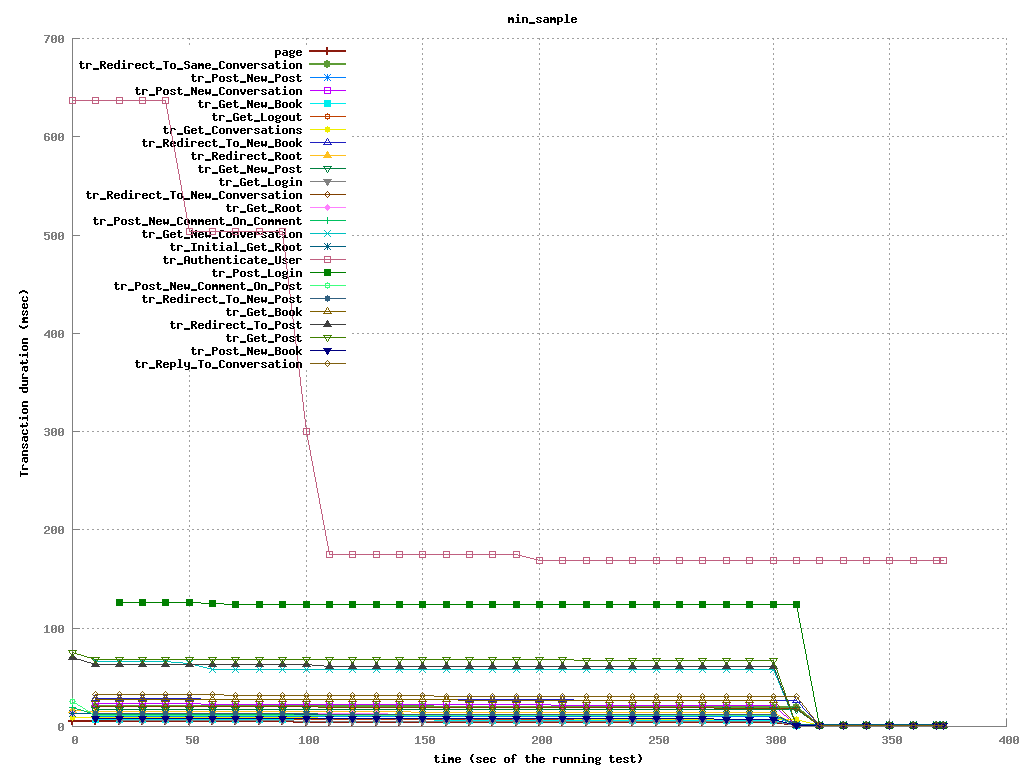 min_sample
700
600
500
400
300
200
100
0
Transaction duration (msec)
page
tr_Redirect_To_Same_Conversation
tr_Post_New_Post
tr_Post_New_Conversation
tr_Get_New_Book
tr_Get_Logout
tr_Get_Conversations
tr_Redirect_To_New_Book
tr_Redirect_Root
tr_Get_New_Post
tr_Get_Login
tr_Redirect_To_New_Conversation
tr_Get_Root
tr_Post_New_Comment_On_Comment
tr_Get_New_Conversation
tr_Initial_Get_Root
tr_Authenticate_User
tr_Post_Login
tr_Post_New_Comment_On_Post
tr_Redirect_To_New_Post
tr_Get_Book
tr_Redirect_To_Post
tr_Get_Post
tr_Post_New_Book
tr_Reply_To_Conversation
0 50 100 150 200 250 300 350 400
time (sec of the running test)